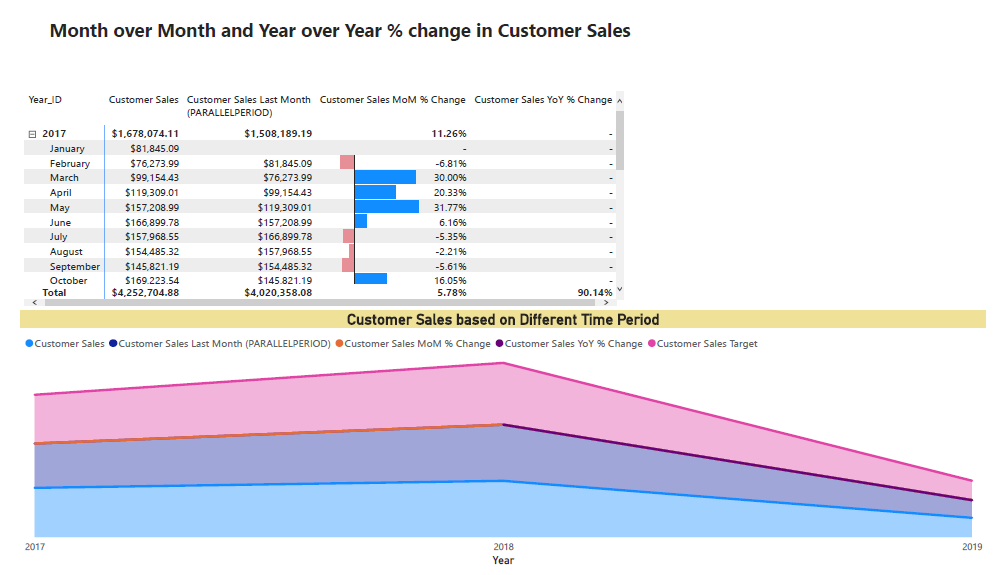 Month over Month and Year over Year % change in Customer Sales
Year_ID Customer Sales Customer Sales Last Month Customer Sales MoM % Change Customer Sales YoY % Change
(PARALLELPERIOD)
2017 $1,678,074.11 $1,508,189.19 11.26% -
January $81,845.09 - -
February $76,273.99 $81,845.09 -6.81% -
March $99,154.43 $76,273.99 30.00% -
April $119,309.01 $99,154.43 20.33% -
May $157,208.99 $119,309.01 31.77% -
June $166,899.78 $157,208.99 6.16% -
July $157,968.55 $166,899.78 -5.35% -
August $154,485.32 $157,968.55 -2.21% -
September $145,821.19 $154,485.32 -5.61% -
October $169,223.54 $145,821.19 16.05% -
Total $4,252,704.88 $4,020,358.08 5.78% 90.14%
Customer Sales based on Different Time Period
Customer Sales Customer Sales Last Month (PARALLELPERIOD) Customer Sales MoM % Change Customer Sales YoY % Change Customer Sales Target
2017 2018 2019
Year